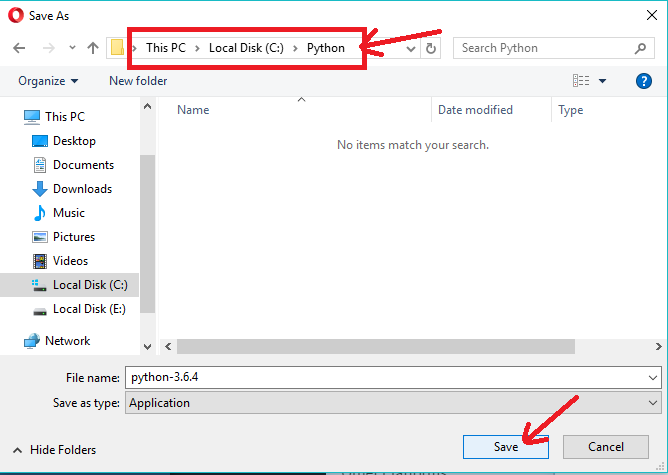 Save As
This PC > Local Disk (C:) > Python
Search Python
Organize
New folder
Name
Date modified
Type
No items match your search.
This PC
Desktop
Documents
Downloads
Music
Pictures
Videos
Local Disk (C:)
Local Disk (E:)
Network
File name: python-3.6.4
Save as type: Application
Hide Folders
Save
Cancel